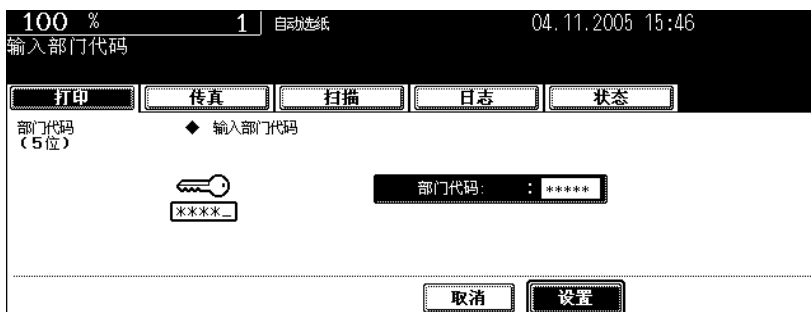 100 % 1 自动选纸 04.11.2005 15:46
输入部门代码
打印 传真 扫描 日志 状态
部门代码 ◆ 输入部门代码
(5位)
部门代码: : *****
****_
取消 设置